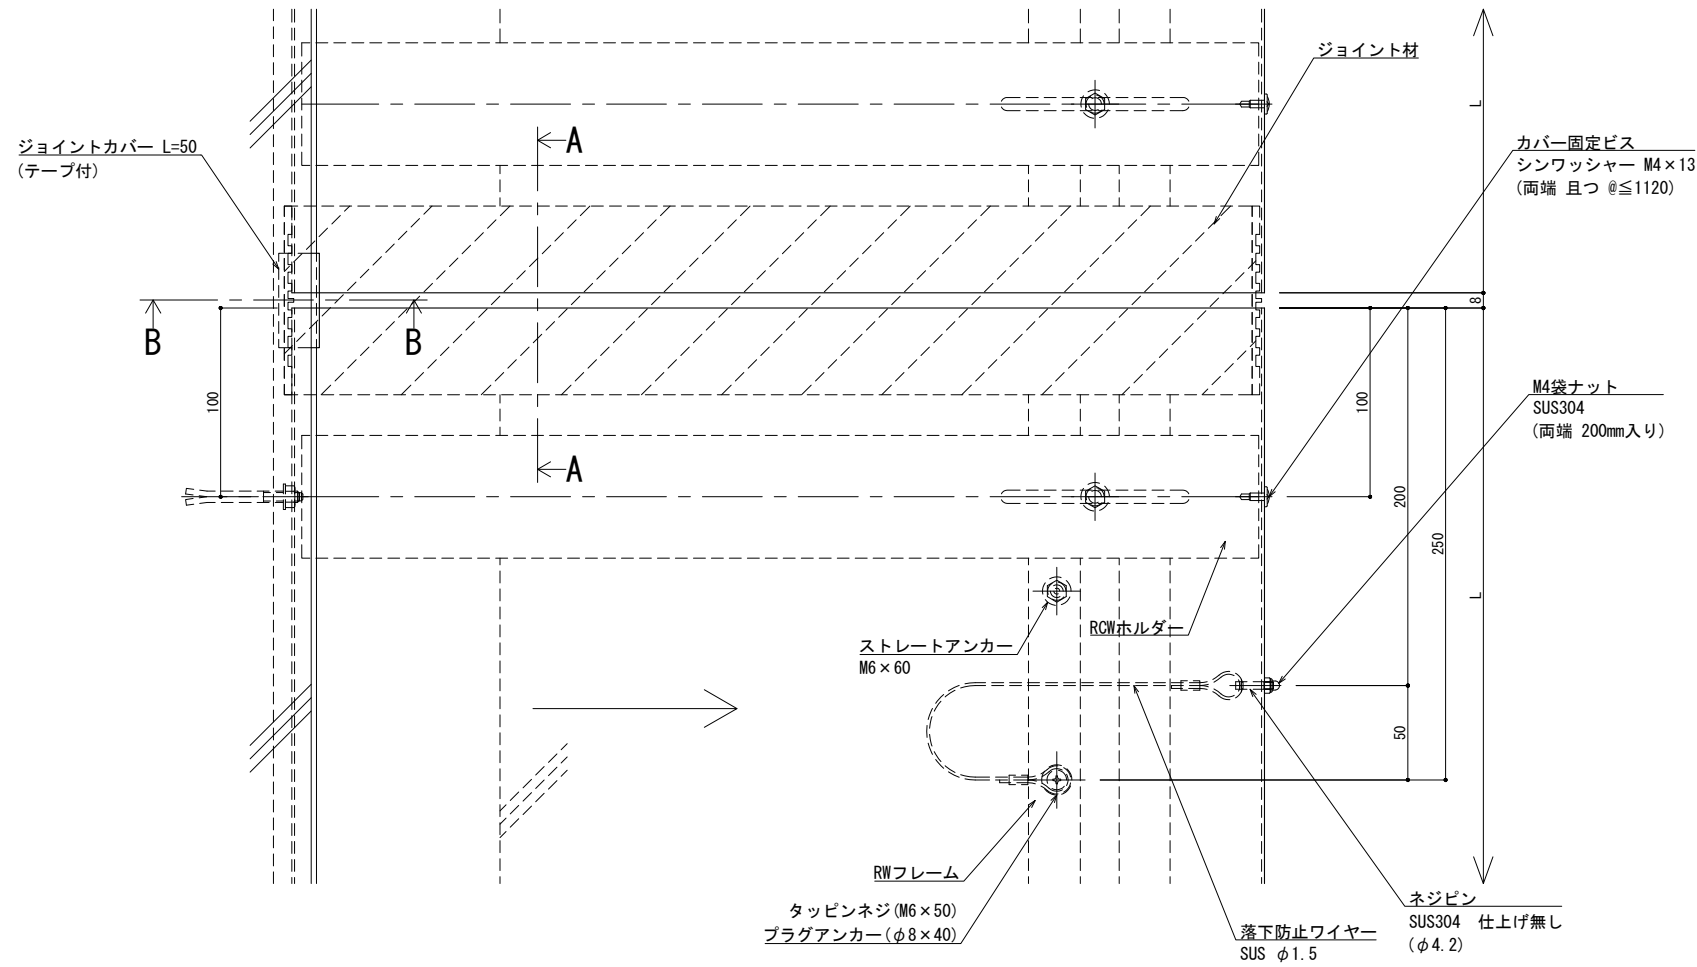 ジョイント材
L
ジョイントカバー L=50
(テープ付)
A
カバー固定ビス
シンワッシャー M4×13
(両端 且つ @≦1120)
8
B
B
100
100
M4袋ナット
SUS304
(両端 200mm入り)
A
200
250
L
RCWホルダー
ストレートアンカー
M6×60
50
RWフレーム
タッピンネジ(M6×50)
プラグアンカー(φ8×40)
落下防止ワイヤー
SUS φ1.5
ネジピン
SUS304 仕上げ無し
(φ4.2)